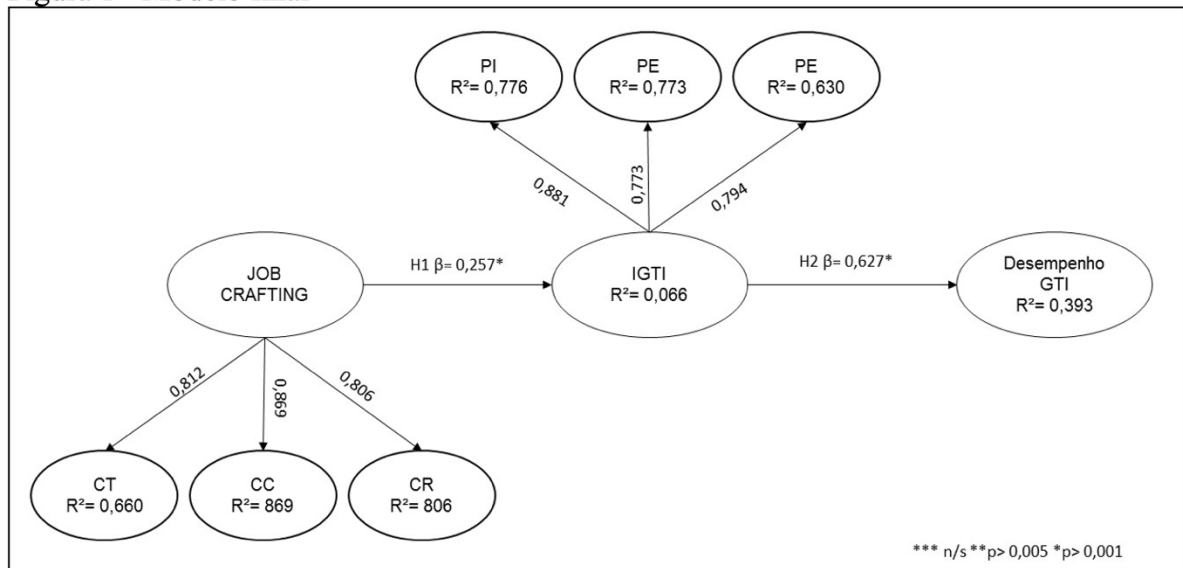 Figura - Modelo final
PI
R²= 0,776
PE
R²= 0,773
PE
R²= 0,630
0,881
0,773
0,794
JOB
CRAFTING
H1 β= 0,257*
IGTI
R²= 0,066
H2 β= 0,627*
Desempenho
GTI
R²= 0,393
0,812
0,869
0,806
CT
R²= 0,660
CC
R²= 869
CR
R²= 806
*** n/s **p> 0,005 *p> 0,001